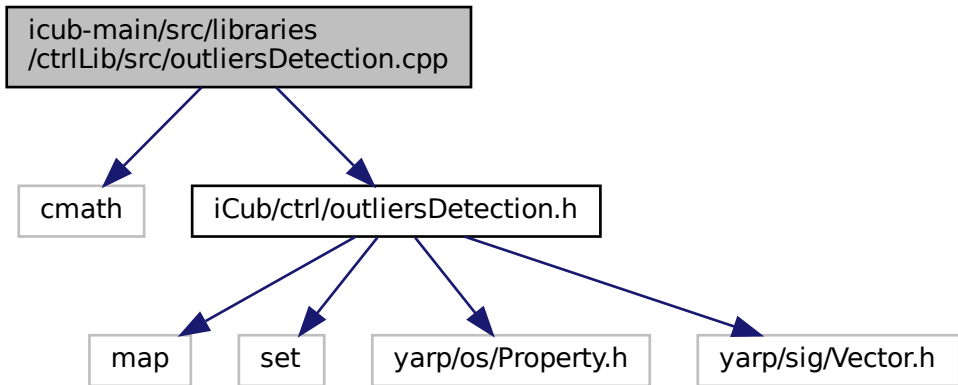 icub-main/src/libraries
/ctrlLib/src/outliersDetection.cpp
cmath
iCub/ctrl/outliersDetection.h
map
set
yarp/os/Property.h
yarp/sig/Vector.h